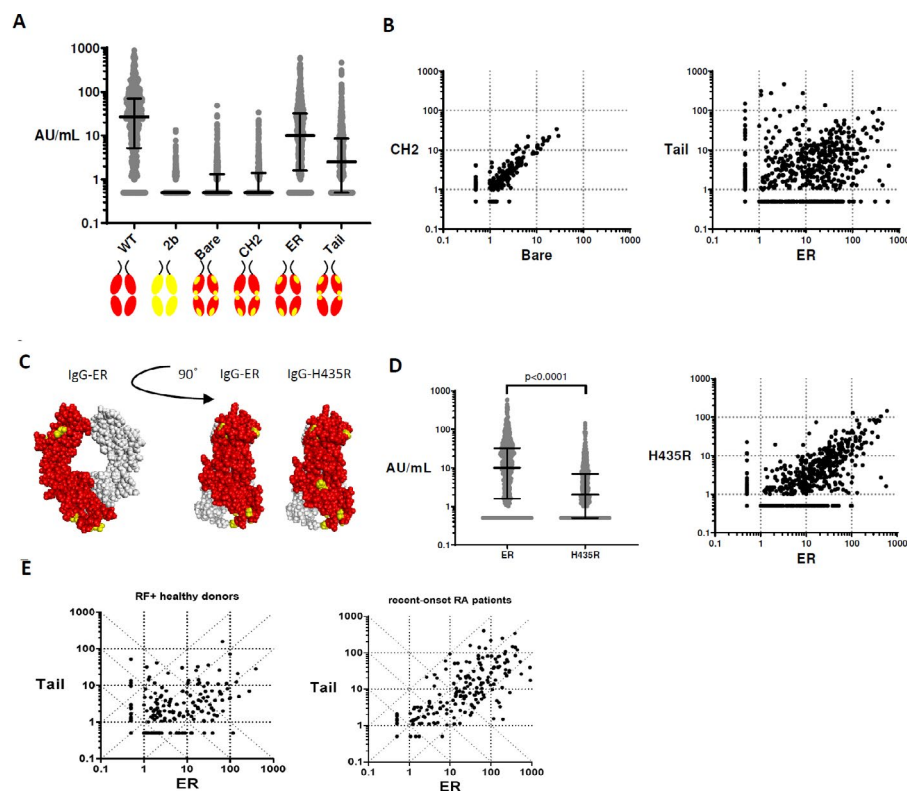 A
1000
100
AU/mL 10
1
0.1
WT 2b Bare CH2 ER Tail
B
1000
100
CH2 10
1
0.1
0.1 1 10 100 1000
Bare
1000
100
Tail 10
1
0.1
0.1 1 10 100 1000
ER
C
IgG-ER 90° IgG-ER IgG-H435R
D
p<0.0001
1000
100
AU/mL 10
1
0.1
ER H435R
1000
100
H435R 10
1
0.1
0.1 1 10 100 1000
ER
E
RF+ healthy donors
1000
100
Tail 10
1
0.1
0.1 1 10 100 1000
ER
recent-onset RA patients
1000
100
Tail 10
1
0.1
0.1 1 10 100 1000
ER